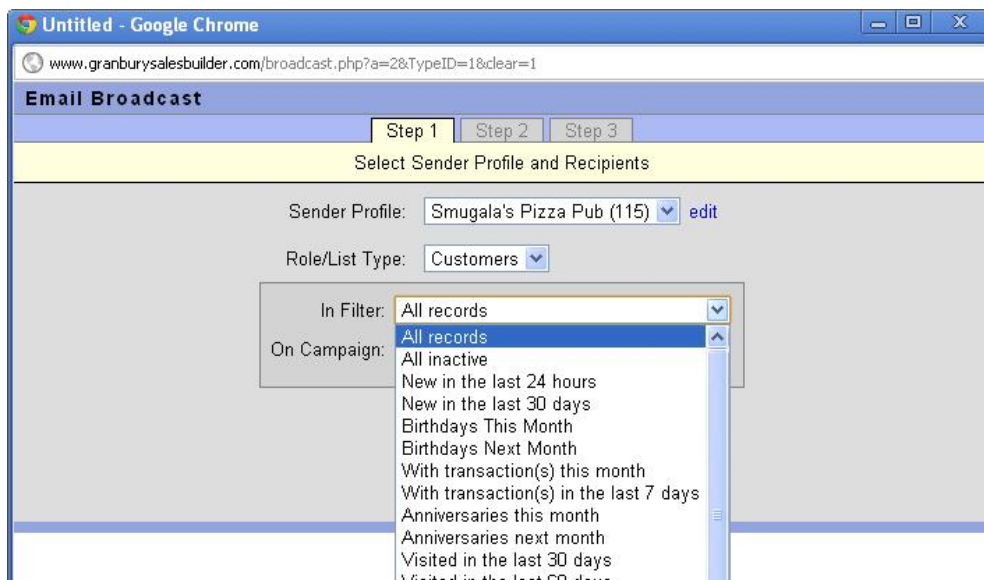 Untitled - Google Chrome
www.granburysalesbuilder.com/broadcast.php?a=2&TypeID=1&clear=1
Email Broadcast
Step 1 Step 2 Step 3
Select Sender Profile and Recipients
Sender Profile: Smugala's Pizza Pub (115) edit
Role/List Type: Customers
In Filter: All records
On Campaign:
All records
All inactive
New in the last 24 hours
New in the last 30 days
Birthdays This Month
Birthdays Next Month
With transaction(s) this month
With transaction(s) in the last 7 days
Anniversaries this month
Anniversaries next month
Visited in the last 30 days